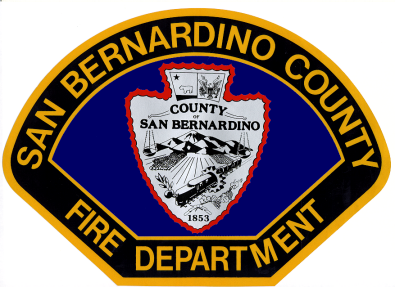 SAN BERNARDINO COUNTY
COUNTY
OF
SAN BERNARDINO
1853
FIRE DEPARTMENT